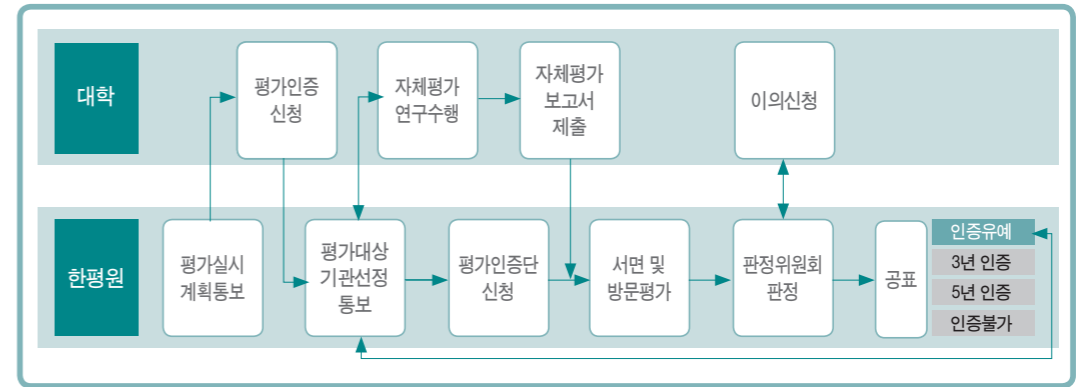 대학
평가인증
신청
자체평가
연구수행
자체평가
보고서
제출
이의신청
한평원
평가실시
계획통보
평가대상
기관선정
통보
평가인증단
신청
서면 및
방문평가
판정위원회
판정
공표
인증유예
3년 인증
5년 인증
인증불가